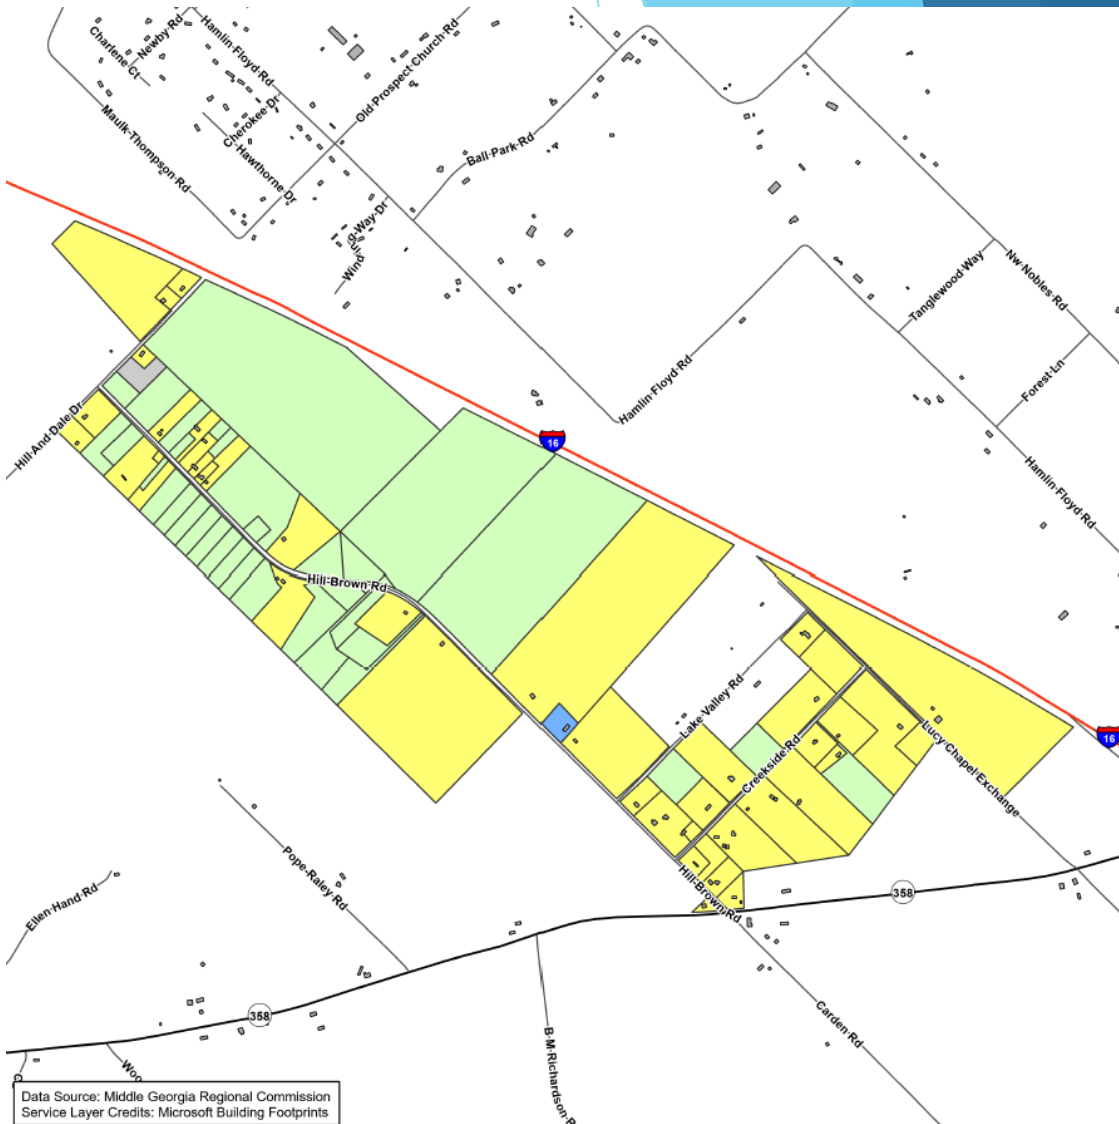 Newby Rd
Hamlin-Floyd Rd
Charlene Ct
Old Prospect Church Rd
Cherokee Dr
Maulk Thompson Rd
Hawthorne Dr
Ball Park Rd
Way Dr
Wind
Tanglewood Way
Nw Nobles Rd
Hamlin Floyd Rd
Forest Ln
Hill And Dale Dr
16
Hamlin Floyd Rd
Hill Brown Rd
Lake Valley Rd
Creekside Rd
Lucy Chapel Exchange
16
Pope Raley Rd
Ellen Hand Rd
Hill Brown Rd
358
358
Carden Rd
B M Richardson R
Woo
Data Source: Middle Georgia Regional Commission
Service Layer Credits: Microsoft Building Footprints